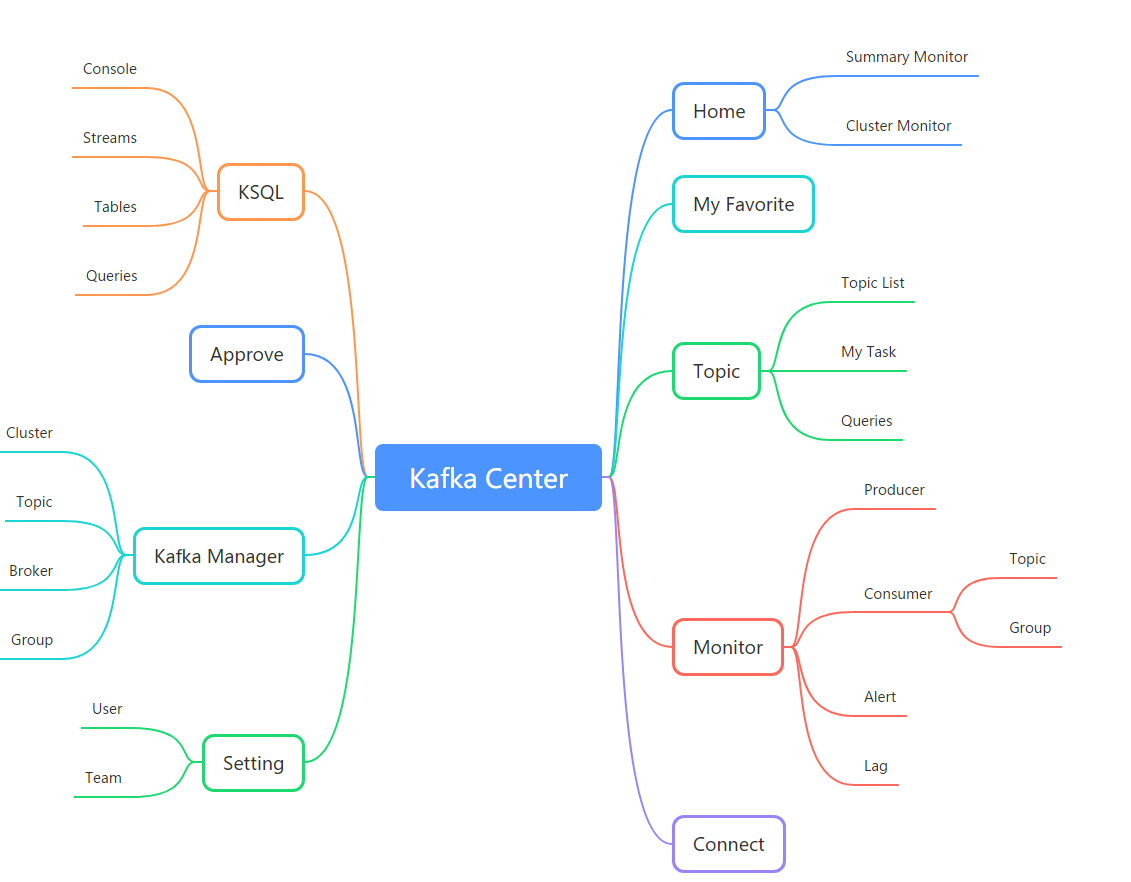 Kafka Center
Home
Summary Monitor
Cluster Monitor
My Favorite
Topic
Topic List
My Task
Queries
Monitor
Producer
Consumer
Topic
Group
Alert
Lag
Connect
KSQL
Console
Streams
Tables
Queries
Approve
Kafka Manager
Cluster
Topic
Broker
Group
Setting
User
Team